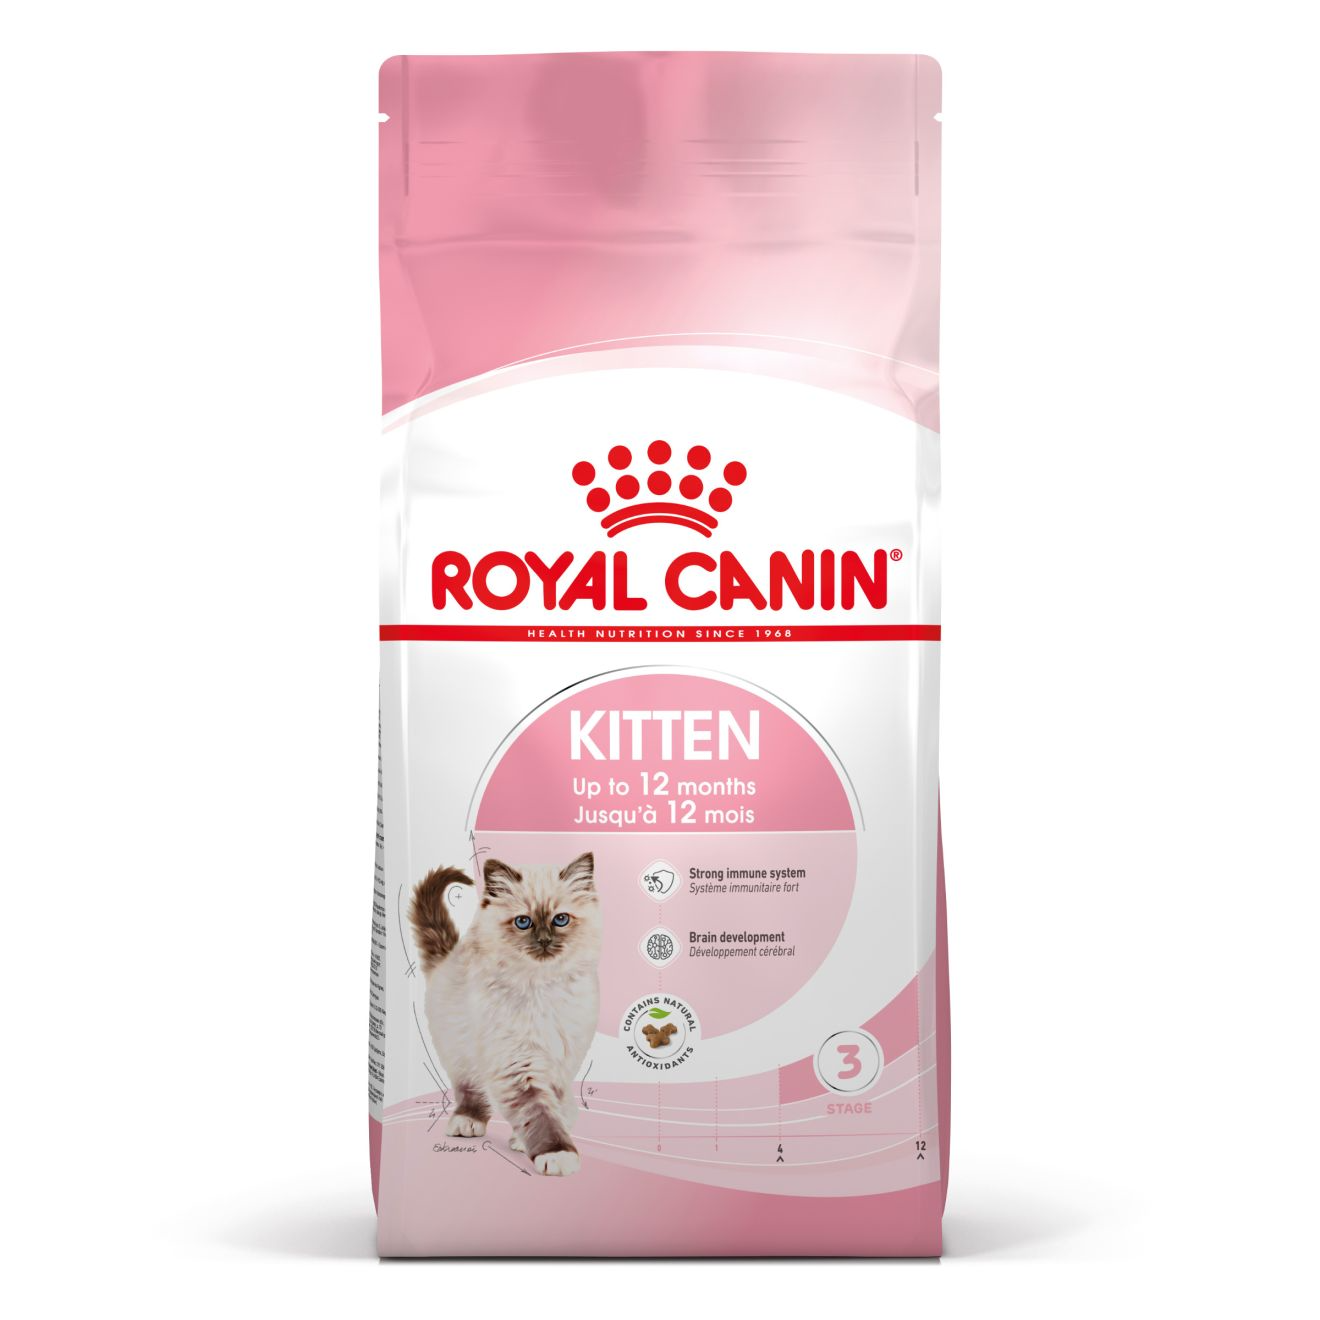 ROYAL CANIN®
HEALTH NUTRITION SINCE 1968
KITTEN
Up to 12 months
Jusqu'à 12 mois
Strong immune system
Système immunitaire fort
Brain development
Développement cérébral
CONTAINS NATURAL
ANTIOXIDANTS
3
STAGE
0 1 4 12